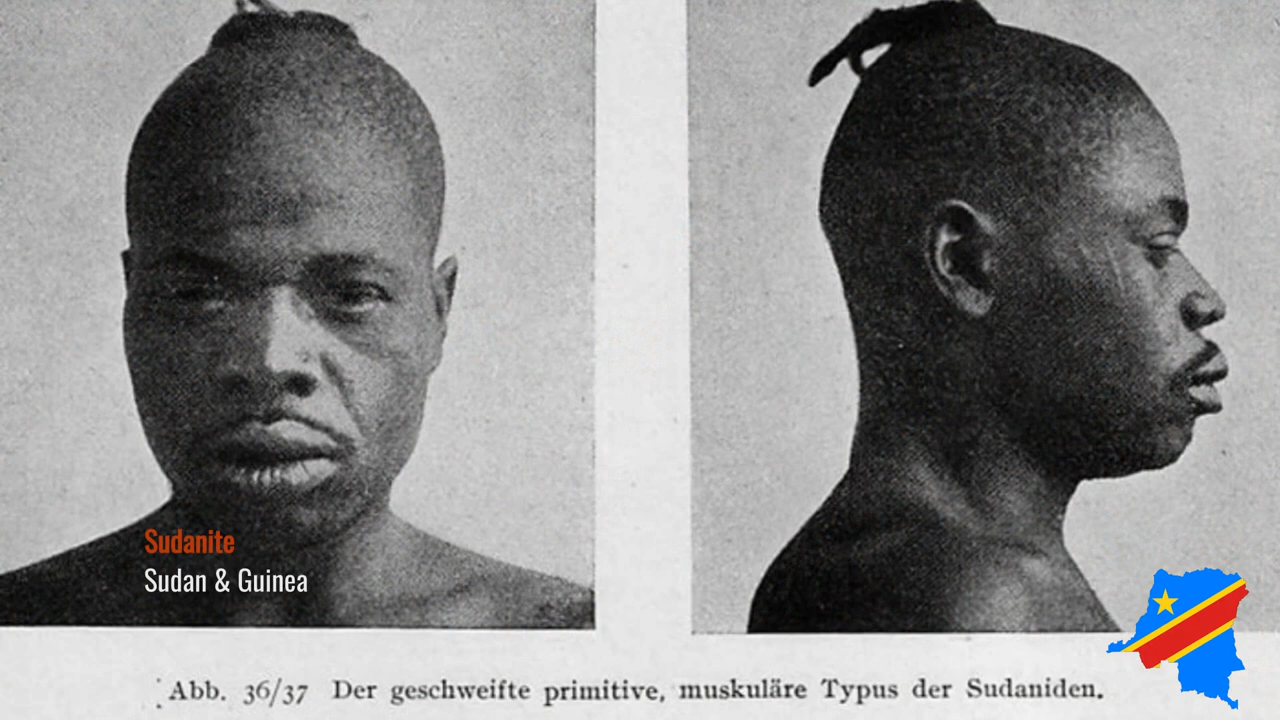 Sudanite
Sudan & Guinea
Abb. 36/37 Der geschweifte primitive, muskuläre Typus der Sudaniden.